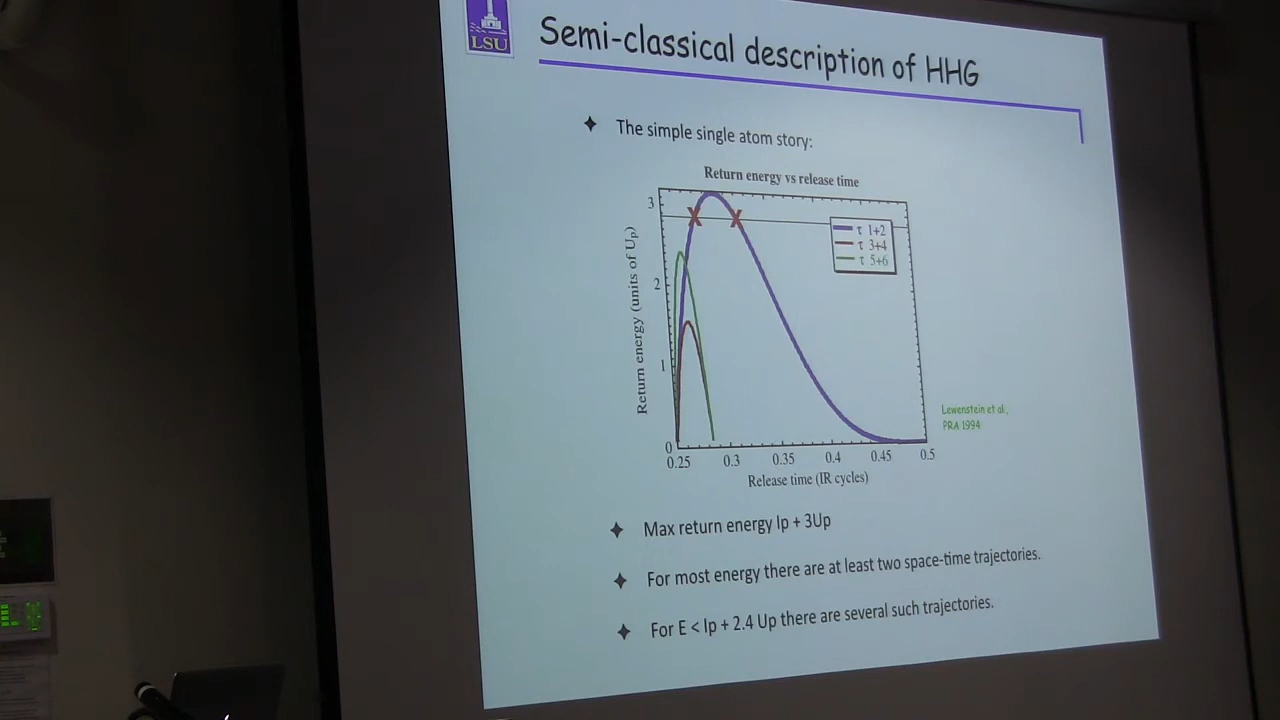 LSU
Semi-classical description of HHG
The simple single atom story:
Return energy vs release time
3
2
1
0
Return energy (units of Up)
τ 1+2
τ 3+4
τ 5+6
0.25 0.3 0.35 0.4 0.45 0.5
Release time (IR cycles)
Lewenstein et al.,
PRA 1994
Max return energy Ip + 3Up
For most energy there are at least two space-time trajectories.
For E < Ip + 2.4 Up there are several such trajectories.